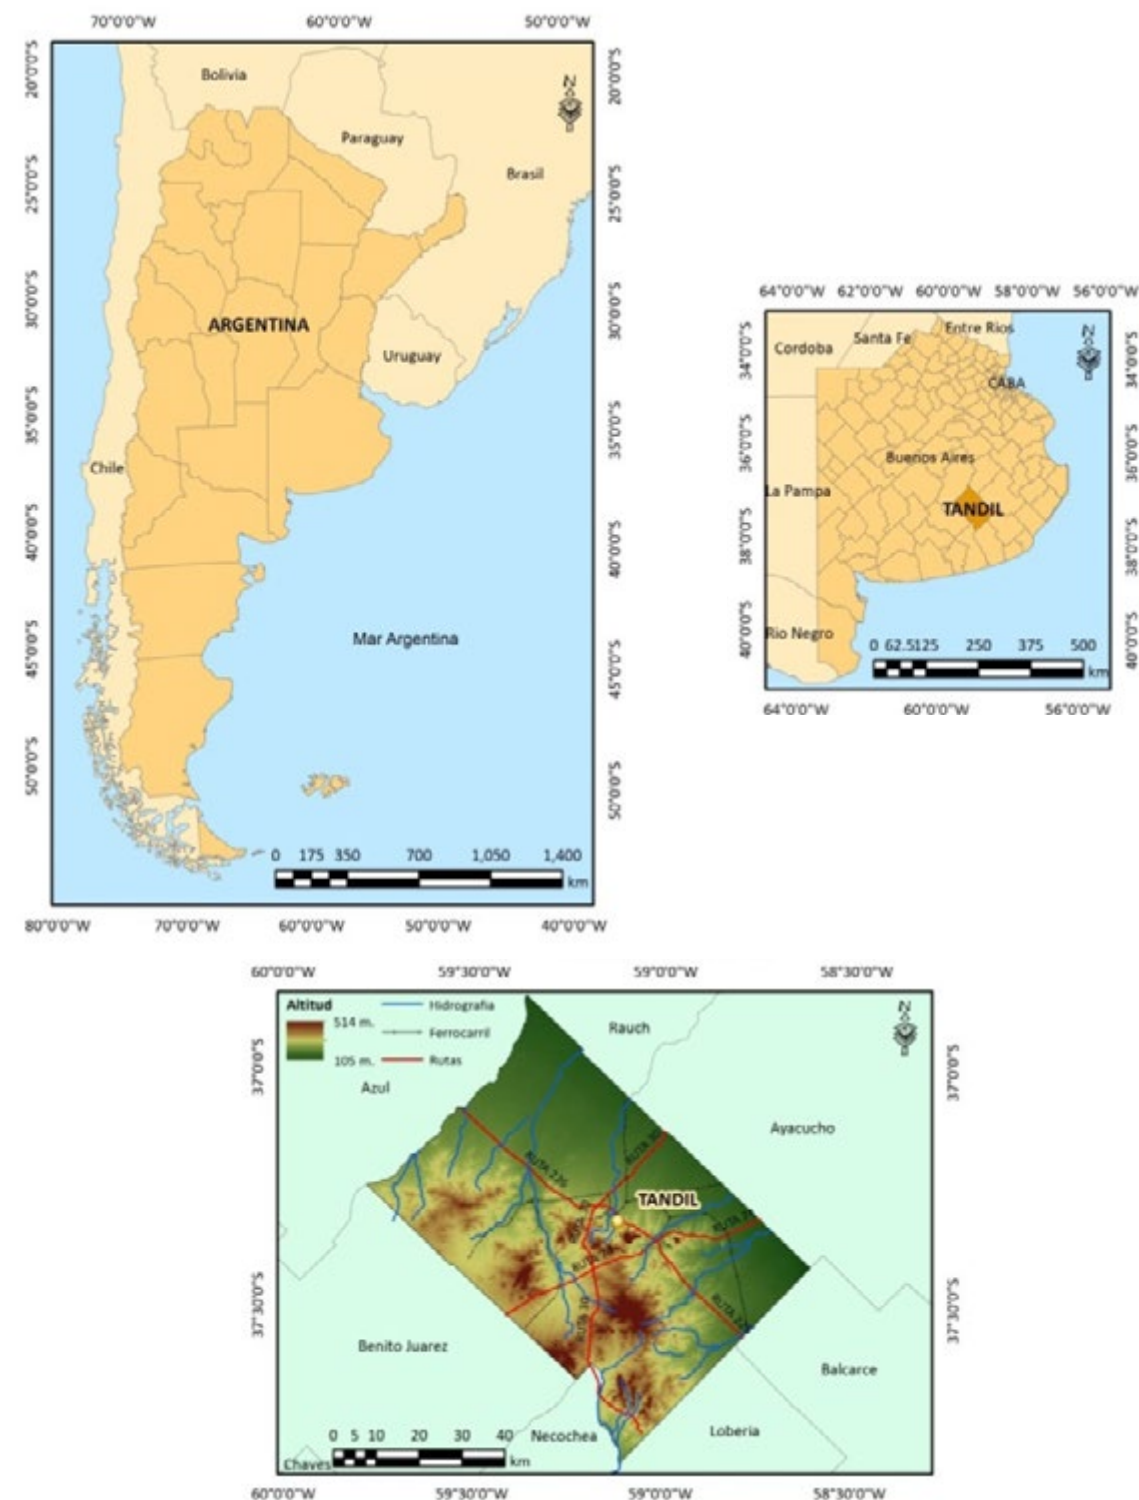 70°0'0"W 60°0'0"W 50°0'0"W
20°0'0"S
25°0'0"S
30°0'0"S
35°0'0"S
40°0'0"S
45°0'0"S
50°0'0"S
N
Bolivia
Paraguay
Brasil
ARGENTINA
Uruguay
Chile
Mar Argentina
0 175 350 700 1,050 1,400
km
20°0'0"S
25°0'0"S
30°0'0"S
35°0'0"S
40°0'0"S
45°0'0"S
50°0'0"S
80°0'0"W 70°0'0"W 60°0'0"W 50°0'0"W 40°0'0"W
64°0'0"W 62°0'0"W 60°0'0"W 58°0'0"W 56°0'0"W
34°0'0"S
36°0'0"S
38°0'0"S
40°0'0"S
N
Entre Rios
Santa Fe
Cordoba
CABA
Buenos Aires
La Pampa
TANDIL
Rio Negro
0 62.5125 250 375 500
km
34°0'0"S
36°0'0"S
38°0'0"S
40°0'0"S
64°0'0"W 60°0'0"W 56°0'0"W
60°0'0"W 59°30'0"W 59°0'0"W 58°30'0"W
37°0'0"S
37°30'0"S
Altitud
514 m.
105 m.
Hidrografia
Ferrocarril
Rutas
N
Rauch
Azul
Ayacucho
RUTA 226
RUTA 30
TANDIL
RUTA 30
RUTA 226
Benito Juarez
Balcarce
Necochea
Loberia
0 5 10 20 30 40
km
Chaves
37°0'0"S
37°30'0"S
60°0'0"W 59°30'0"W 59°0'0"W 58°30'0"W